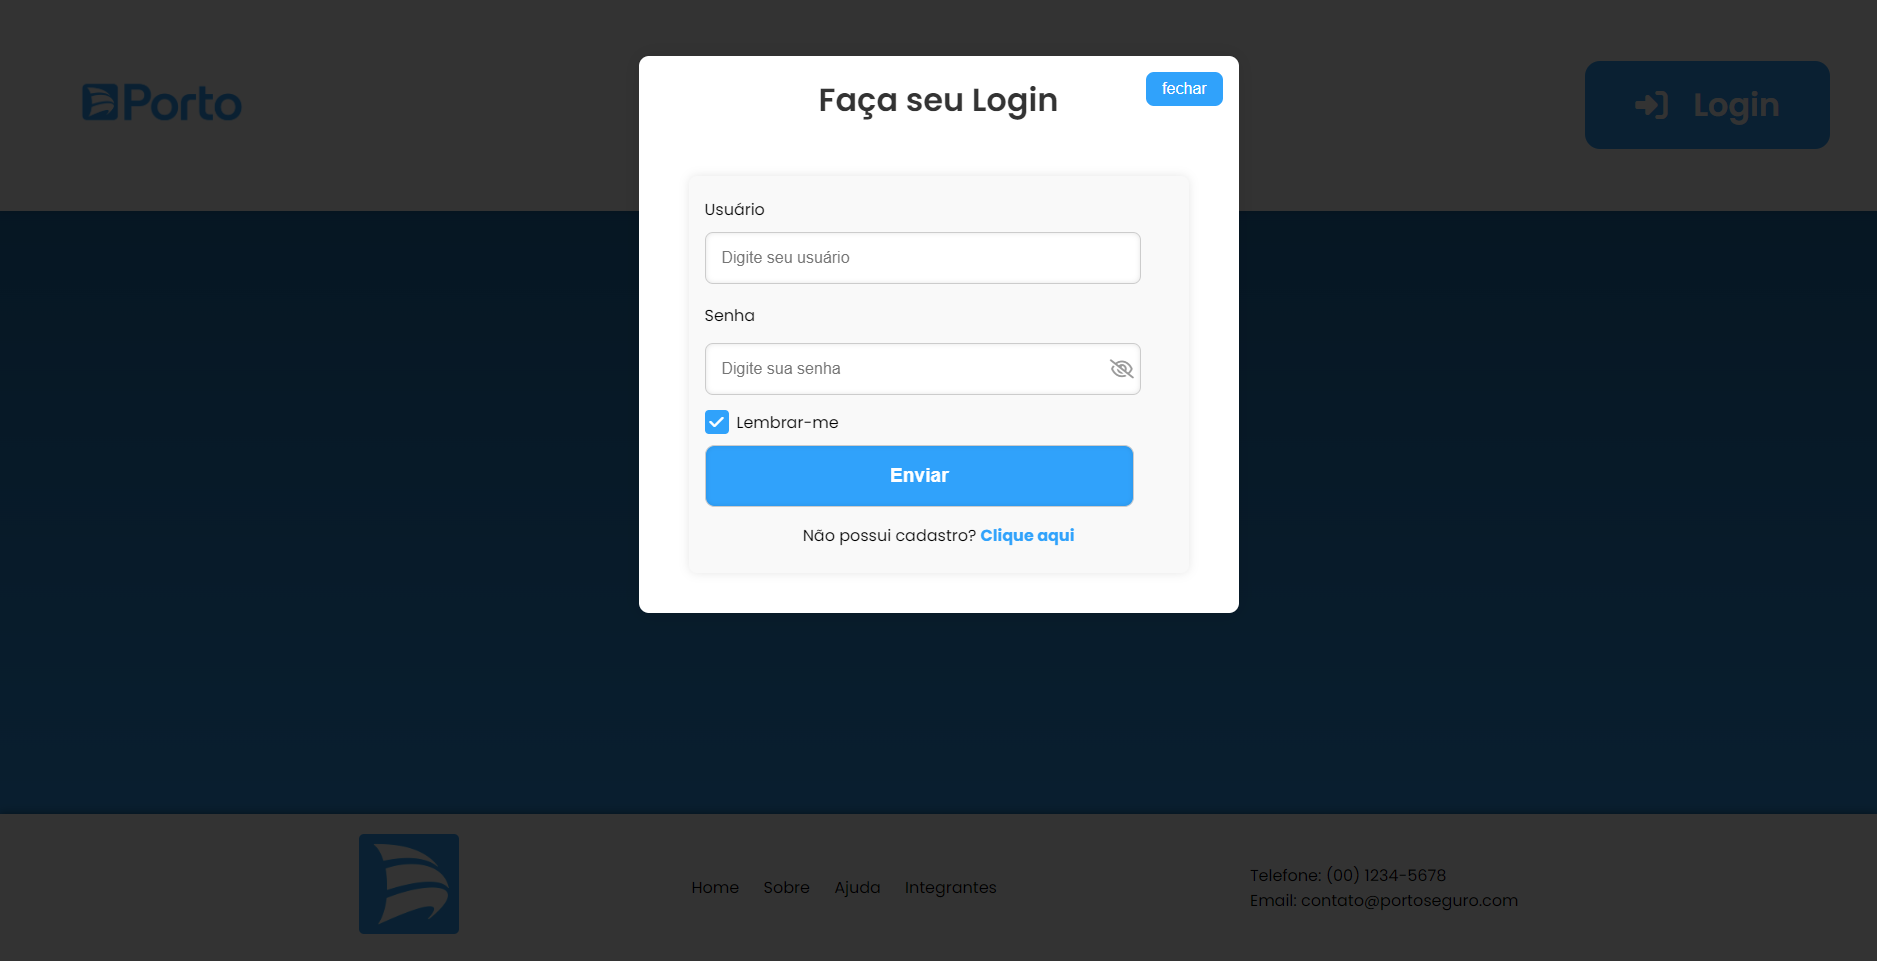 Porto
Login
Faça seu Login
fechar
Usuário
Digite seu usuário
Senha
Digite sua senha
Lembrar-me
Enviar
Não possui cadastro? Clique aqui
Home Sobre Ajuda Integrantes
Telefone: (00) 1234-5678
Email: contato@portoseguro.com